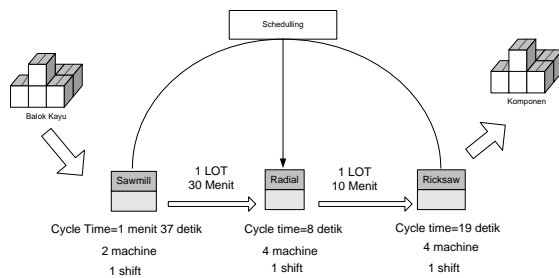 Schedulling
Balok Kayu
Komponen
Sawmill
1 LOT
30 Menit
Radial
1 LOT
10 Menit
Ricksaw
Cycle Time=1 menit 37 detik
2 machine
1 shift
Cycle time=8 detik
4 machine
1 shift
Cycle time=19 detik
4 machine
1 shift